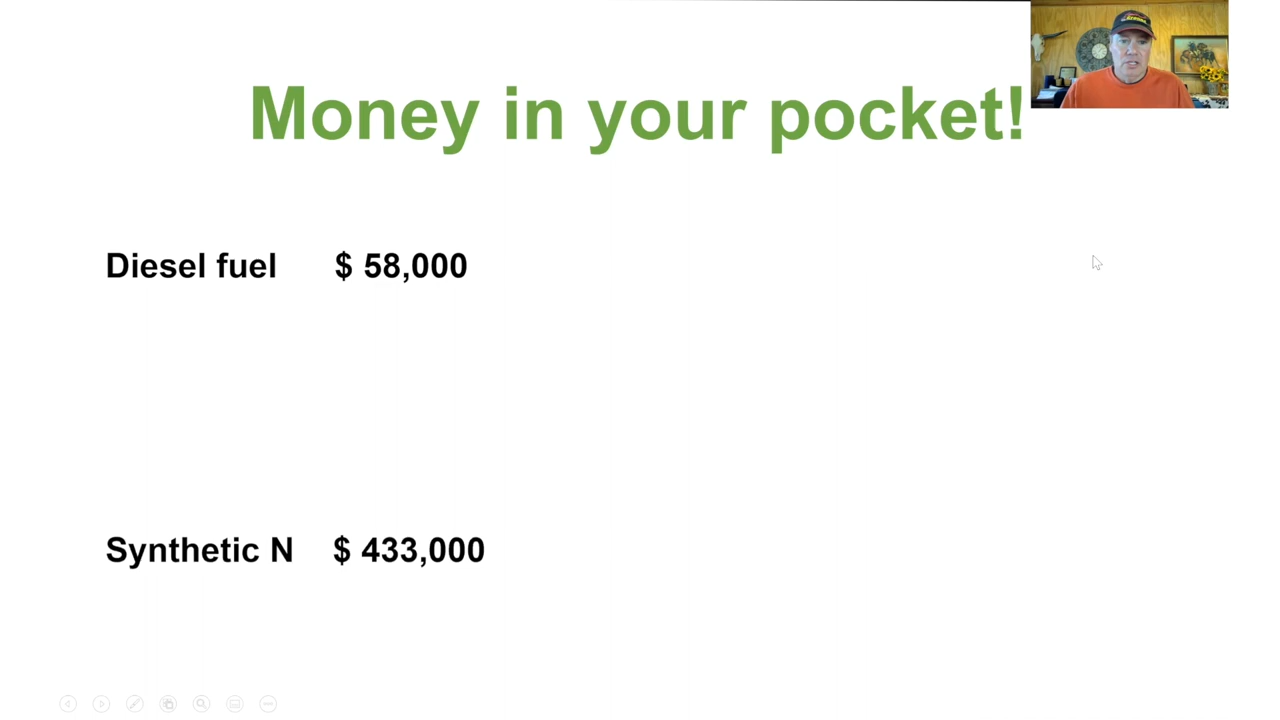 Money in your pocket!
Diesel fuel $ 58,000
Synthetic N $ 433,000